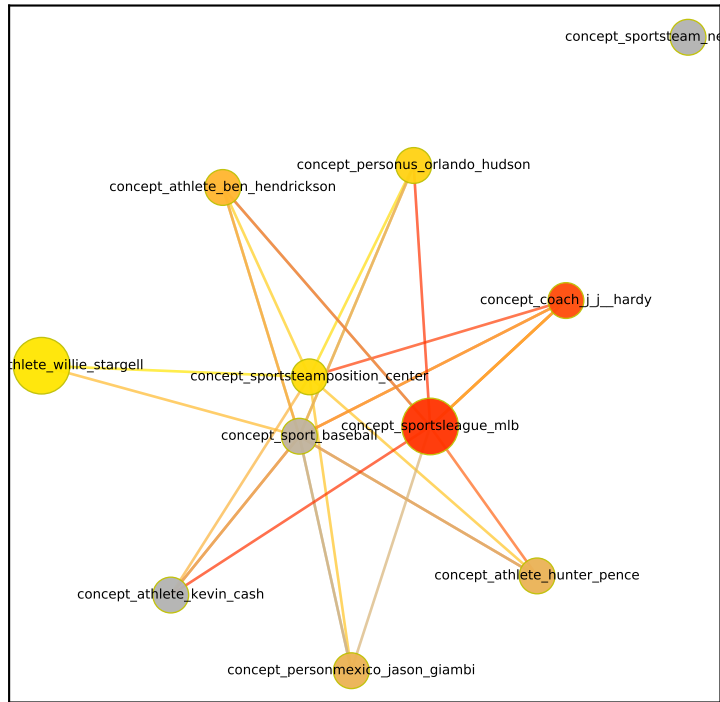 concept_sportsteam_ne
concept_personus_orlando_hudson
concept_athlete_ben_hendrickson
concept_coach_j_j__hardy
thlete_willie_stargell
concept_sportsteamposition_center
concept_sportsleague_mlb
concept_sport_baseball
concept_athlete_hunter_pence
concept_athlete_kevin_cash
concept_personmexico_jason_giambi